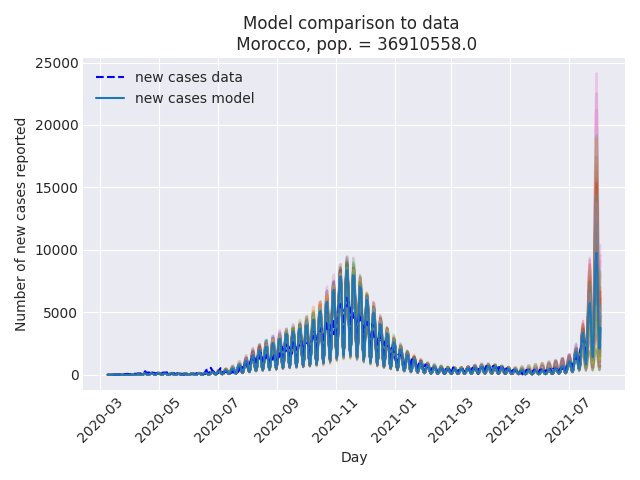 Model comparison to data
Morocco, pop. = 36910558.0
new cases data
new cases model
Number of new cases reported
25000
20000
15000
10000
5000
0
2020-03
2020-05
2020-07
2020-09
2020-11
2021-01
2021-03
2021-05
2021-07
Day